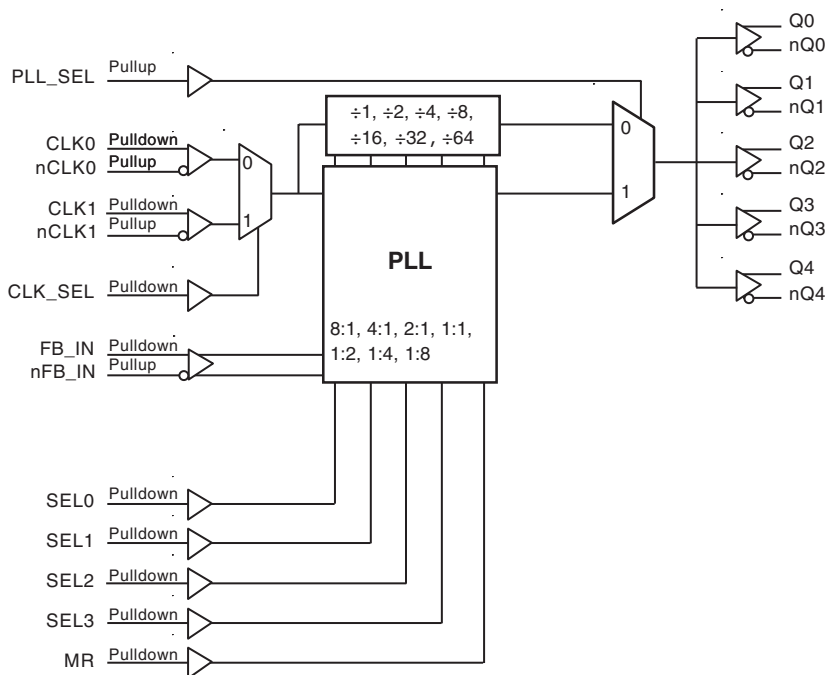 PLL_SEL Pullup
CLK0 Pulldown
nCLK0 Pullup
CLK1 Pulldown
nCLK1 Pullup
CLK_SEL Pulldown
FB_IN Pulldown
nFB_IN Pullup
0
1
÷1, ÷2, ÷4, ÷8,
÷16, ÷32, ÷64
PLL
8:1, 4:1, 2:1, 1:1,
1:2, 1:4, 1:8
0
1
Q0
nQ0
Q1
nQ1
Q2
nQ2
Q3
nQ3
Q4
nQ4
SEL0 Pulldown
SEL1 Pulldown
SEL2 Pulldown
SEL3 Pulldown
MR Pulldown